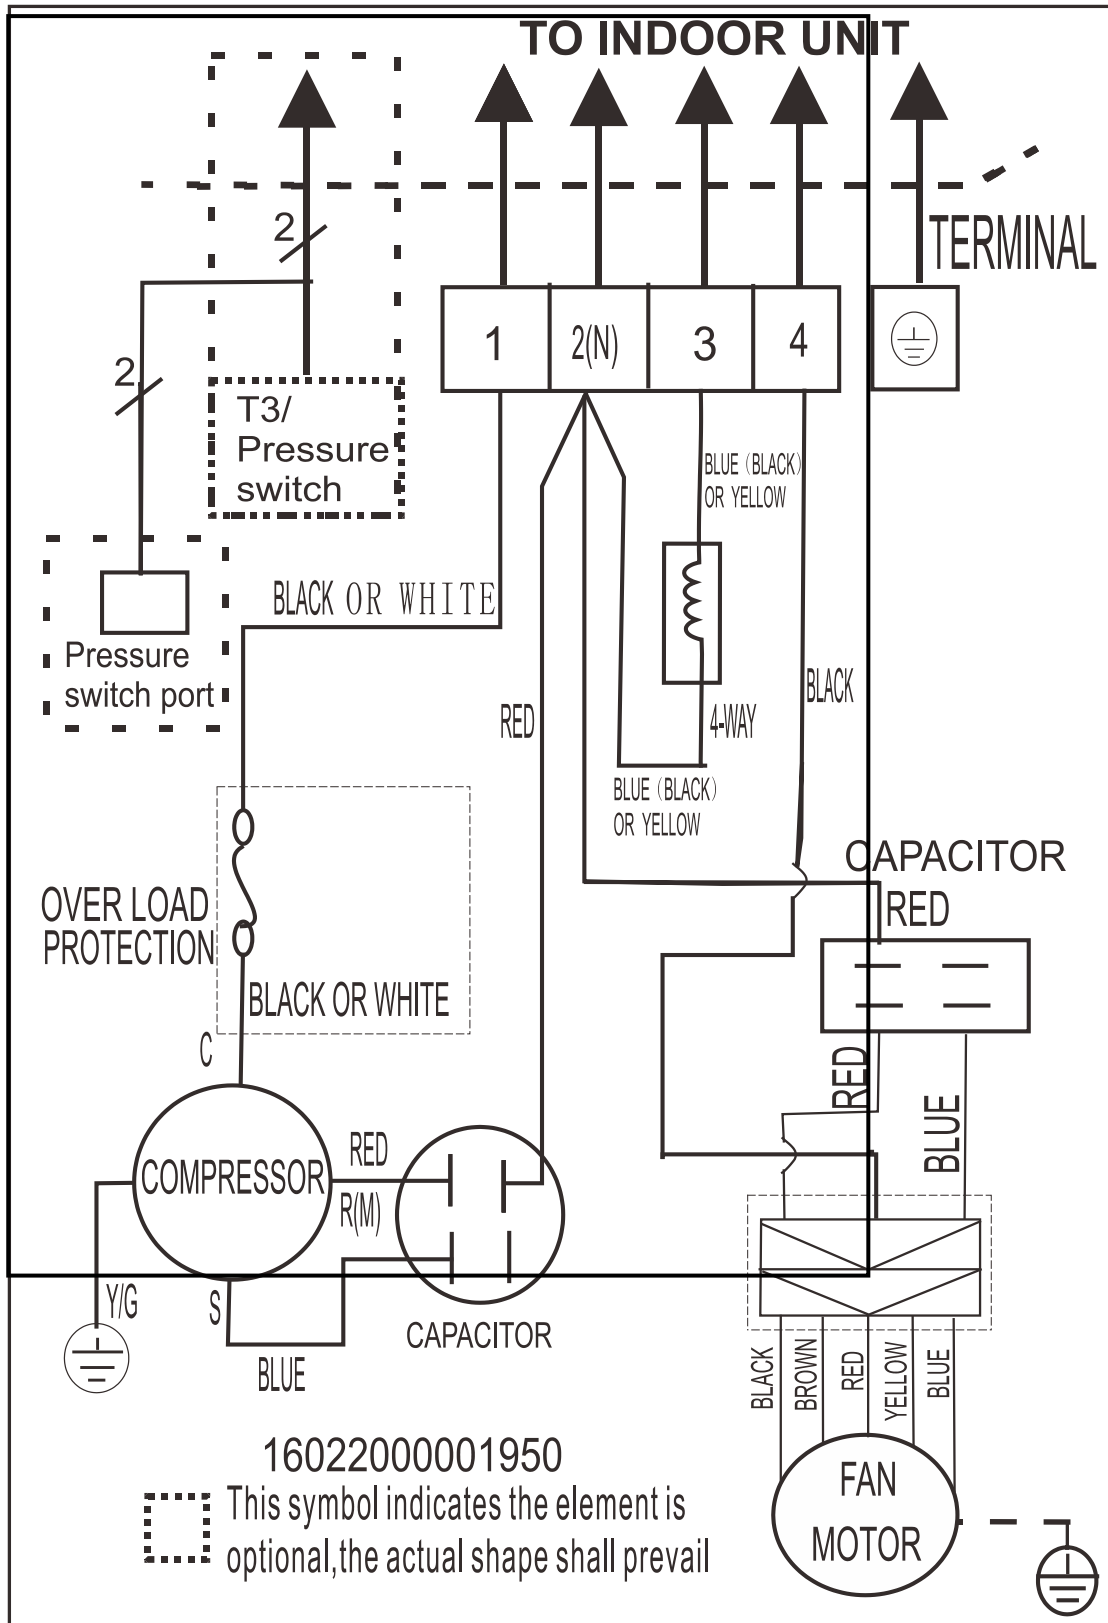 TO INDOOR UNIT
2
TERMINAL
1
2(N)
3
4
2
T3/
Pressure
switch
BLUE (BLACK)
OR YELLOW
BLACK OR WHITE
Pressure
switch port
BLACK
RED
4-WAY
BLUE (BLACK)
OR YELLOW
CAPACITOR
RED
OVER LOAD
PROTECTION
BLACK OR WHITE
C
RED
BLUE
COMPRESSOR
RED
R(M)
Y/G
S
CAPACITOR
BLUE
BLACK
BROWN
RED
YELLOW
BLUE
16022000001950
FAN
MOTOR
This symbol indicates the element is
optional,the actual shape shall prevail